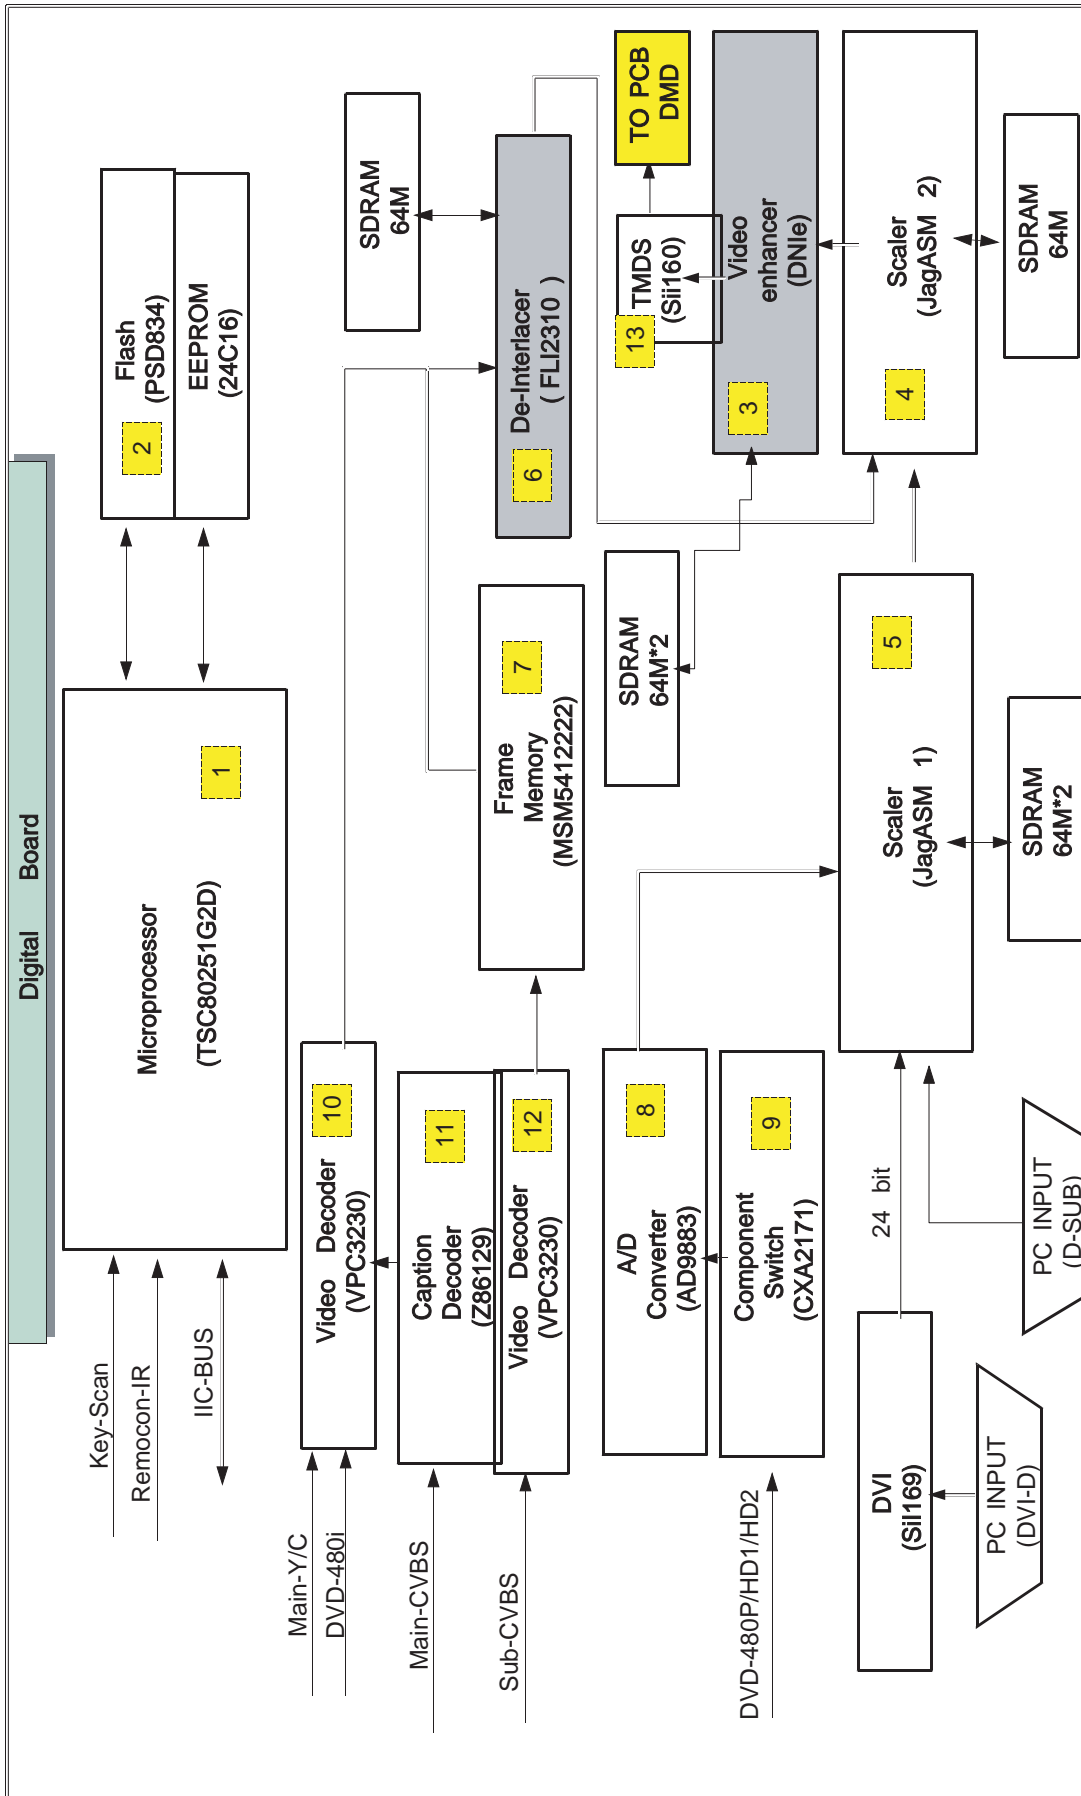 Digital Board
Key-Scan
Remocon-IR
IIC-BUS
Microprocessor
(TSC80251G2D)
1
Flash
(PSD834)
2
EEPROM
(24C16)
Main-Y/C
DVD-480i
Video Decoder
(VPC3230)
10
Main-CVBS
Caption
Decoder
(Z86129)
11
Sub-CVBS
Video Decoder
(VPC3230)
12
Frame
Memory
(MSM5412222)
7
SDRAM
64M
De-Interlacer
( FLI2310 )
6
DVD-480P/HD1/HD2
A/D
Converter
(AD9883)
8
Component
Switch
(CXA2171)
9
SDRAM
64M*2
TO PCB
DMD
TMDS
(Sii160)
13
Video
enhancer
(DNIe)
3
DVI
(SiI169)
PC INPUT
(DVI-D)
24 bit
PC INPUT
(D-SUB)
Scaler
(JagASM 1)
5
SDRAM
64M*2
Scaler
(JagASM 2)
4
SDRAM
64M